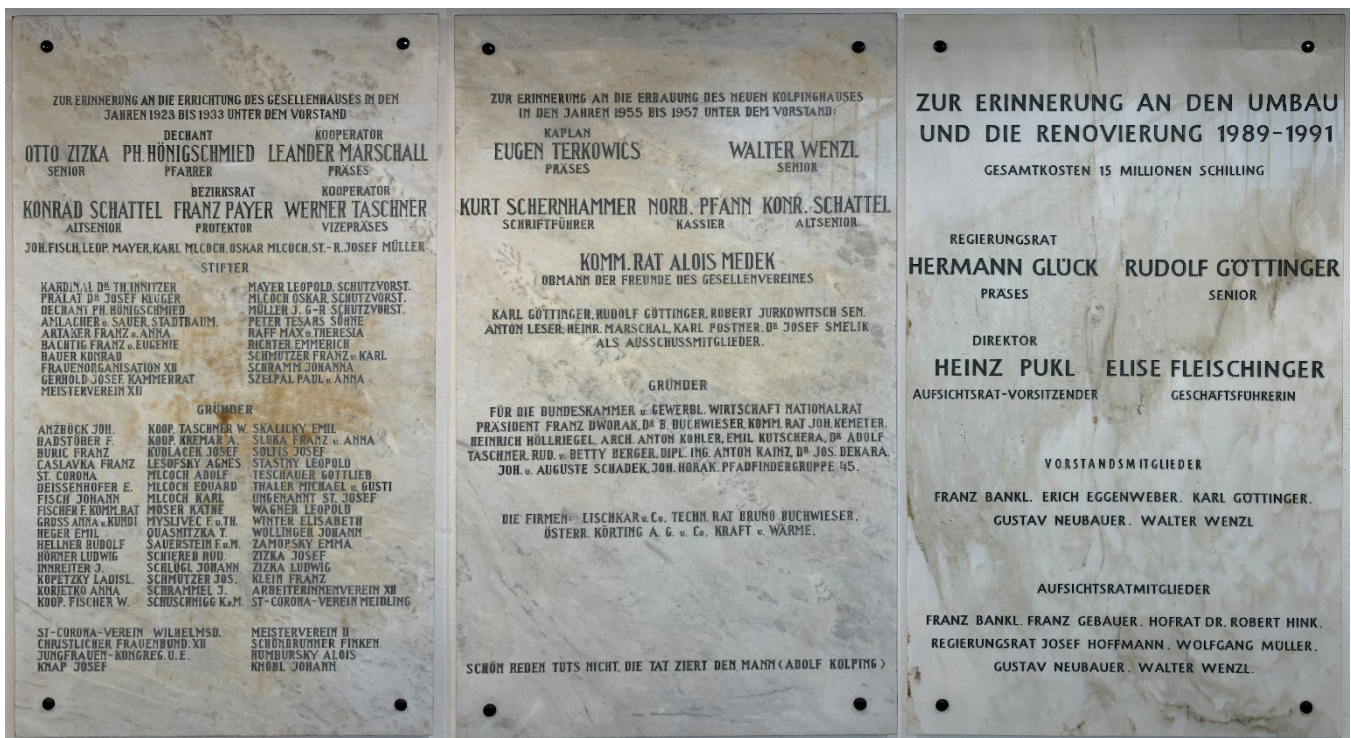 ZUR ERINNERUNG AN DIE ERRICHTUNG DES GESELLENHAUSES IN DEN
JAHREN 1923 BIS 1933 UNTER DEM VORSTAND
DECHANT KOOPERATOR
OTTO ZIZKA PH. HÖNIGSCHMIED LEANDER MARSCHALL
SENIOR PFARRER PRÄSES
BEZIRKSRAT KOOPERATOR
KONRAD SCHATTEL FRANZ PAYER WERNER TASCHNER
ALTSENIOR PROTEKTOR VIZEPRÄSES
JOH. FISCH, LEOP. MAYER, KARL MLCOCH, OSKAR MLCOCH, ST.-R. JOSEF MÜLLER
STIFTER
KARDINAL DR TH. INNITZER MAYER LEOPOLD, SCHUTZVORST.
PRÄLAT DR JOSEF KLUGER MLCOCH OSKAR, SCHUTZVORST.
DECHANT PH. HÖNIGSCHMIED MÜLLER J. G-R SCHUTZVORST.
AMLACHER u. SAUER, STADTBAUM. PETER TESARS SÖHNE
ARTAKER FRANZ u. ANNA RAFF MAX u. THERESIA
BACHTIG FRANZ u. EUGENIE RICHTER EMMERICH
BAUER KONRAD SCHMUTZER FRANZ u. KARL
FRAUENORGANISATION XII SCHRAMM JOHANNA
GERHOLD JOSEF, KAMMERRAT SZELPAL PAUL u. ANNA
MEISTERVEREIN XII
GRÜNDER
ANZBÖCK JOH. KOOP. TASCHNER W. SKALICKY EMIL
BADSTÖBER F. KOOP. KREMAR A. SLUKA FRANZ u. ANNA
BURIC FRANZ KUDLACEK JOSEF SOLTIS JOSEF
CASLAVKA FRANZ LESOFSKY AGNES STASTNY LEOPOLD
ST. CORONA MLCOCH ADOLF TESCHAUER GOTTLIEB
DEISSENHOFER E. MLCOCH EDUARD THALER MICHAEL u. GUSTI
FISCH JOHANN MLCOCH KARL UNGENANNT ST. JOSEF
FISCHER F. KOMM.RAT MOSER KÄTHE WAGNER LEOPOLD
GROSS ANNA u. KUNDI MYSLIVEC F. u. TH. WINTER ELISABETH
HEGER EMIL QUASNITZKA T. WOLLINGER JOHANN
HELLNER RUDOLF SAUERSTEIN F. u. M. ZAMOPSKY EMMA
HÖRNER LUDWIG SCHIERER RUD. ZIZKA JOSEF
INNREITER J. SCHLÖGL JOHANN ZIZKA LUDWIG
KOPETZKY LADISL. SCHMUTZER JOS. KLEIN FRANZ
KORJETKO ANNA SCHRAMMEL J. ARBEITERINNENVEREIN XII
KOOP. FISCHER W. SCHUSCHNIGG K.u.M. ST-CORONA-VEREIN MEIDLING
ST-CORONA-VEREIN WILHELMSD. MEISTERVEREIN II
CHRISTLICHER FRAUENBUND. XII SCHÖNBRUNNER FINKEN
JUNGFRAUEN-KONGREG. U.E. HUMBURSKY ALOIS
KNAP JOSEF KNOBL JOHANN
ZUR ERINNERUNG AN DIE ERBAUUNG DES NEUEN KOLPINGHAUSES
IN DEN JAHREN 1955 BIS 1957 UNTER DEM VORSTAND:
KAPLAN
EUGEN TERKOWICS WALTER WENZL
PRÄSES SENIOR
KURT SCHERNHAMMER NORB. PFANN KONR. SCHATTEL
SCHRIFTFÜHRER KASSIER ALTSENIOR
KOMM. RAT ALOIS MEDEK
OBMANN DER FREUNDE DES GESELLENVEREINES
KARL GÖTTINGER, RUDOLF GÖTTINGER, ROBERT JURKOWITSCH SEN.
ANTON LESER, HEINR. MARSCHAL, KARL POSTNER, DR JOSEF SMELIK
ALS AUSSCHUSSMITGLIEDER.
GRÜNDER
FÜR DIE BUNDESKAMMER u. GEWERBL. WIRTSCHAFT NATIONALRAT
PRÄSIDENT FRANZ DWORAK, DR B. BUCHWIESER, KOMM. RAT JOH. KEMETER.
HEINRICH HÖLLRIEGEL, ARCH. ANTON KOHLER, EMIL KUTSCHERA, DR ADOLF
TASCHNER, RUD. u. BETTY BERGER, DIPL. ING. ANTON KAINZ, DR JOS. DEKARA,
JOH. u. AUGUSTE SCHADEK, JOH. HORAK, PFADFINDERGRUPPE 45.
DIE FIRMEN: LISCHKAR u. Co, TECHN. RAT BRUNO BUCHWIESER,
ÖSTERR. KÖRTING A. G. u. Co, KRAFT u. WÄRME.
SCHÖN REDEN TUTS NICHT, DIE TAT ZIERT DEN MANN (ADOLF KOLPING)
ZUR ERINNERUNG AN DEN UMBAU
UND DIE RENOVIERUNG 1989-1991
GESAMTKOSTEN 15 MILLIONEN SCHILLING
REGIERUNGSRAT
HERMANN GLÜCK RUDOLF GÖTTINGER
PRÄSES SENIOR
DIREKTOR
HEINZ PUKL ELISE FLEISCHINGER
AUFSICHTSRAT-VORSITZENDER GESCHÄFTSFÜHRERIN
VORSTANDSMITGLIEDER
FRANZ BANKL. ERICH EGGENWEBER. KARL GÖTTINGER.
GUSTAV NEUBAUER. WALTER WENZL
AUFSICHTSRATMITGLIEDER
FRANZ BANKL. FRANZ GEBAUER. HOFRAT DR. ROBERT HINK.
REGIERUNGSRAT JOSEF HOFFMANN. WOLFGANG MÜLLER.
GUSTAV NEUBAUER. WALTER WENZL.